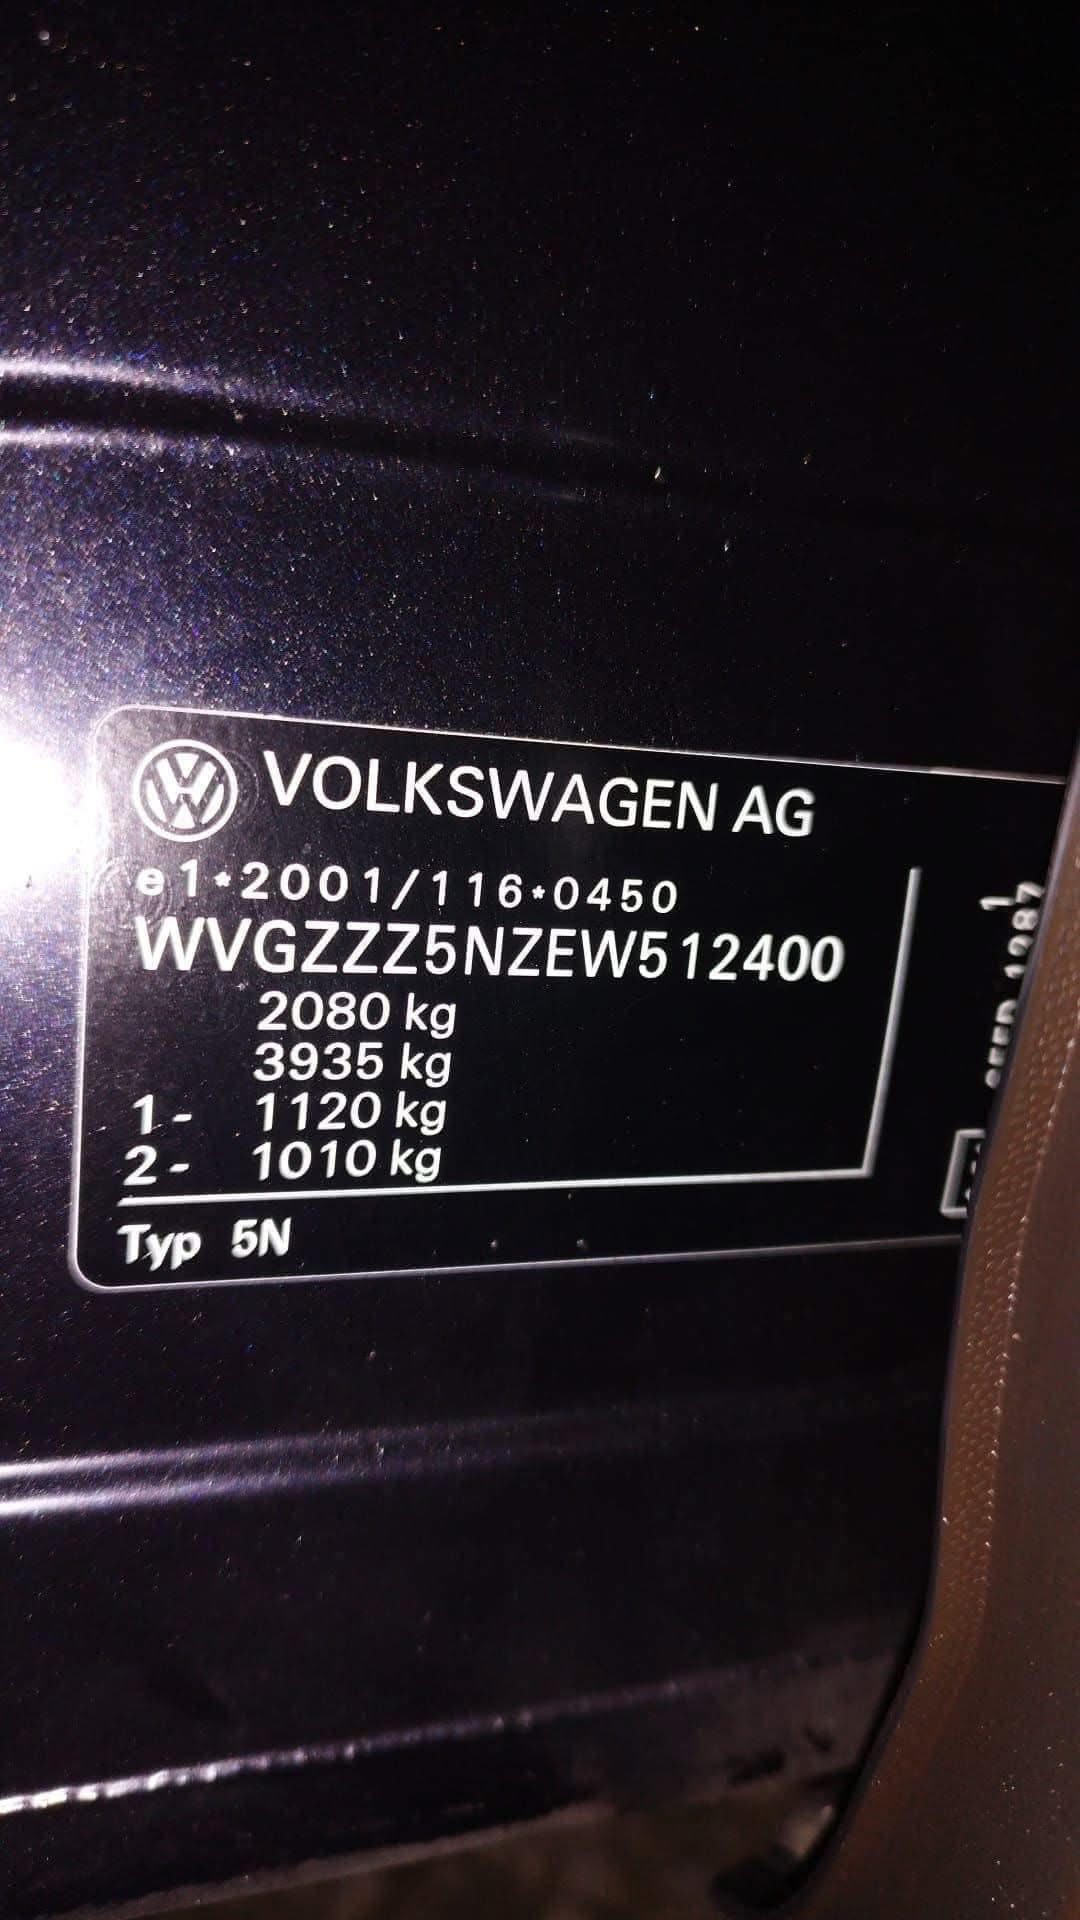 VOLKSWAGEN AG
e1*2001/116*0450
WVGZZZ5NZEW512400
2080 kg
3935 kg
1- 1120 kg
2- 1010 kg
Typ 5N